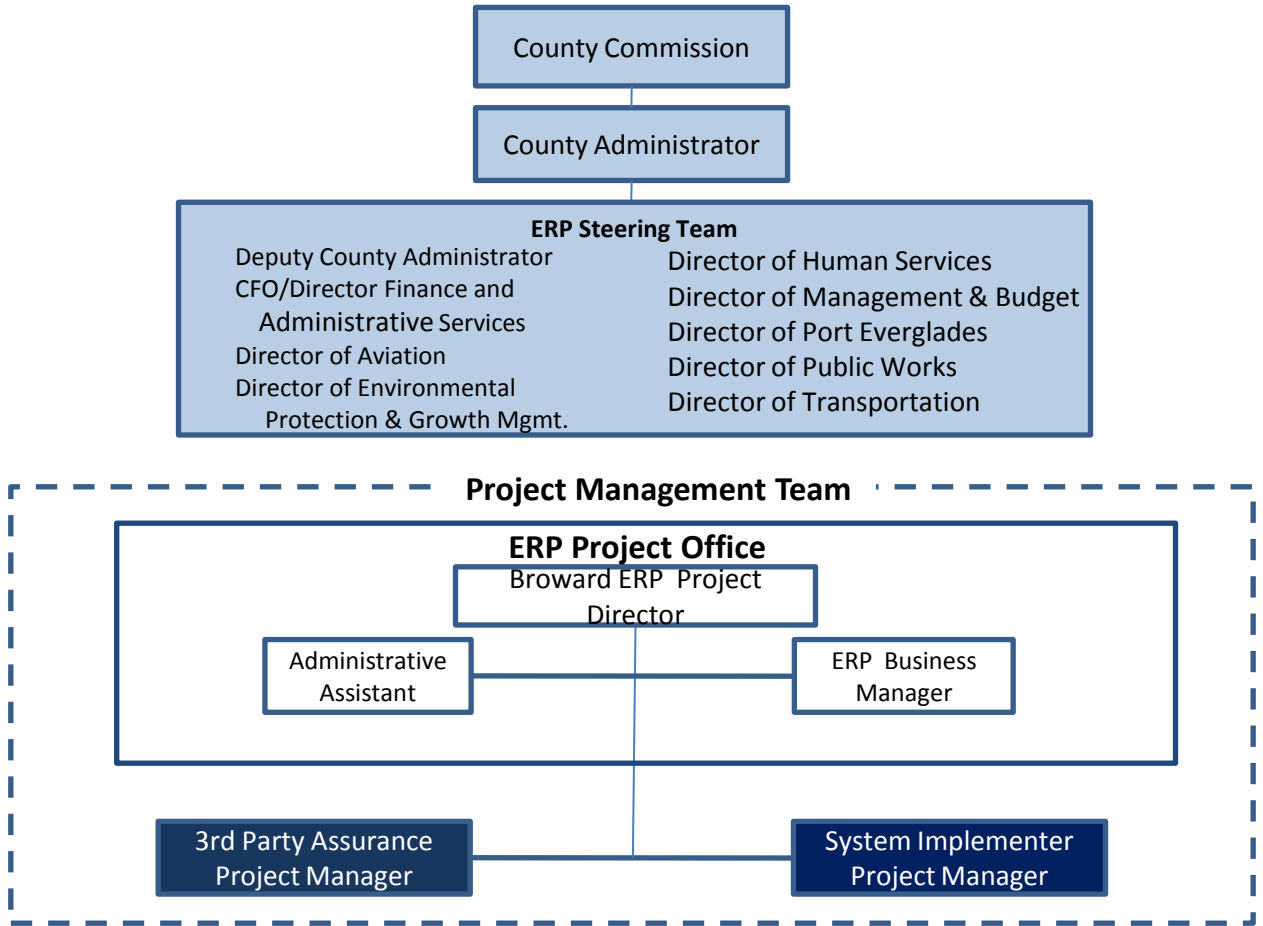 County Commission
County Administrator
ERP Steering Team
Deputy County Administrator
CFO/Director Finance and
Administrative Services
Director of Aviation
Director of Environmental
Protection & Growth Mgmt.
Director of Human Services
Director of Management & Budget
Director of Port Everglades
Director of Public Works
Director of Transportation
Project Management Team
ERP Project Office
Broward ERP Project
Director
Administrative
Assistant
ERP Business
Manager
3rd Party Assurance
Project Manager
System Implementer
Project Manager